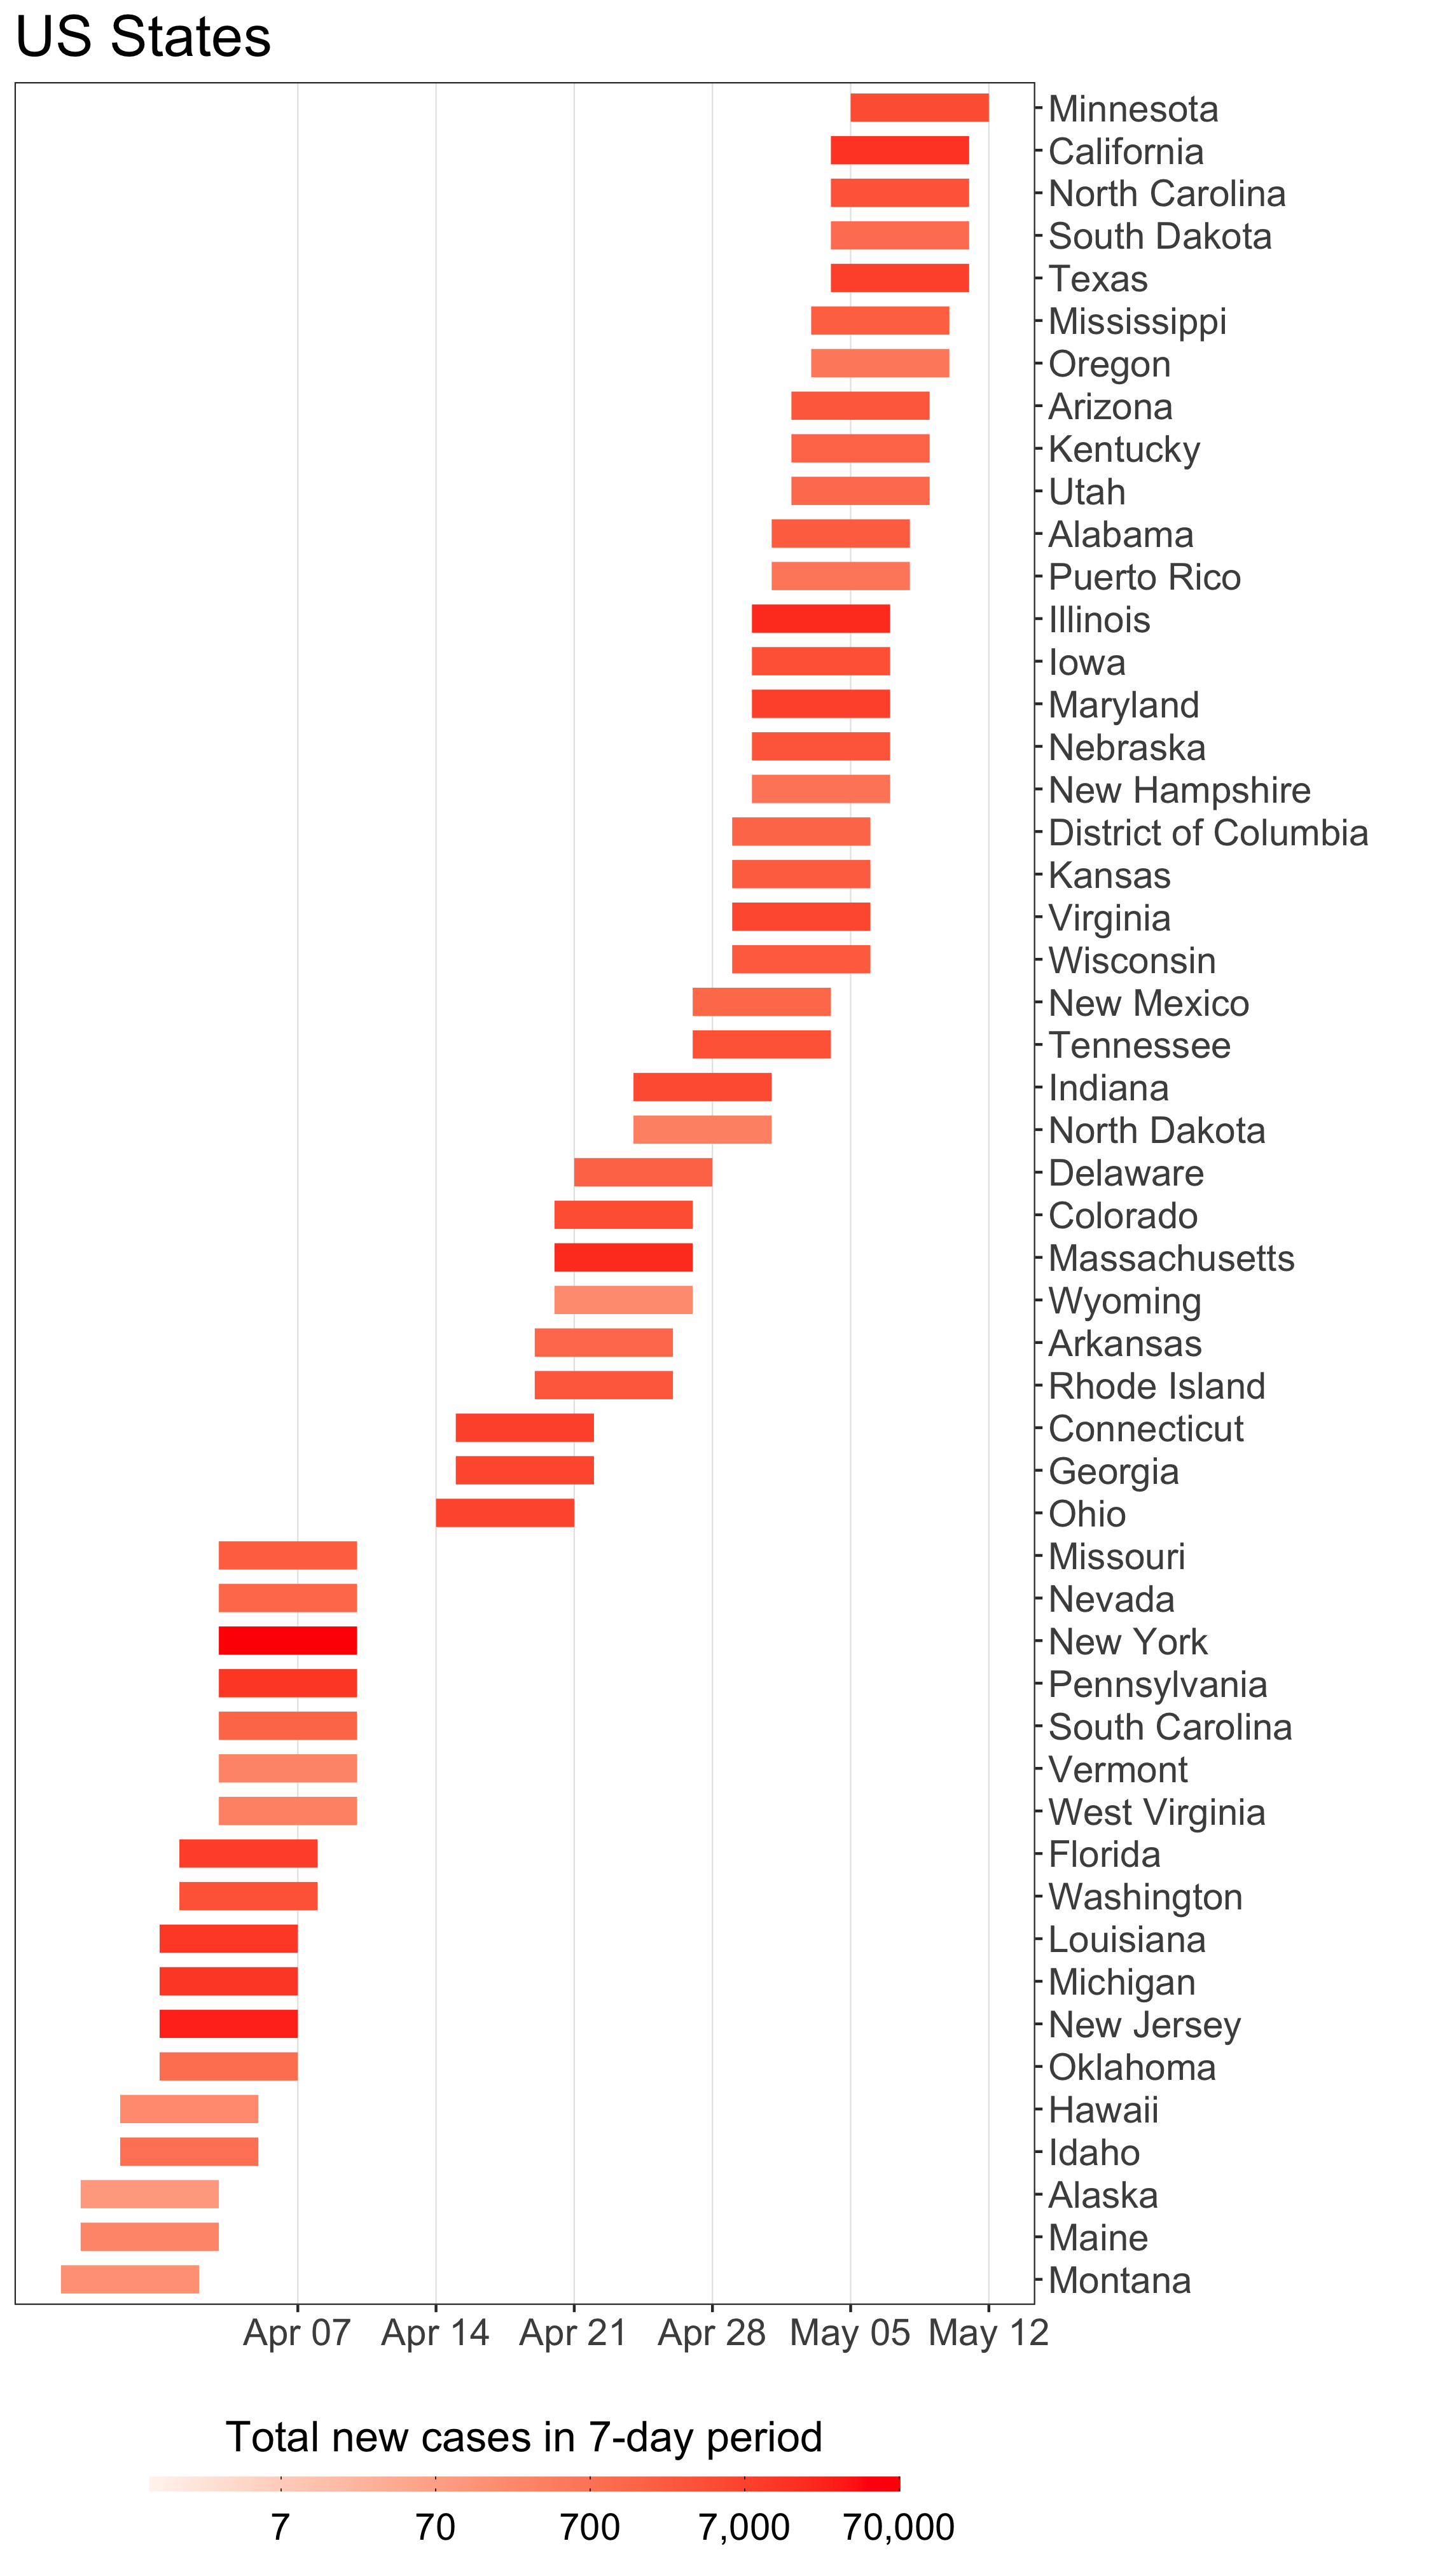 US States
Minnesota
California
North Carolina
South Dakota
Texas
Mississippi
Oregon
Arizona
Kentucky
Utah
Alabama
Puerto Rico
Illinois
Iowa
Maryland
Nebraska
New Hampshire
District of Columbia
Kansas
Virginia
Wisconsin
New Mexico
Tennessee
Indiana
North Dakota
Delaware
Colorado
Massachusetts
Wyoming
Arkansas
Rhode Island
Connecticut
Georgia
Ohio
Missouri
Nevada
New York
Pennsylvania
South Carolina
Vermont
West Virginia
Florida
Washington
Louisiana
Michigan
New Jersey
Oklahoma
Hawaii
Idaho
Alaska
Maine
Montana
Apr 07 Apr 14 Apr 21 Apr 28 May 05 May 12
Total new cases in 7-day period
7 70 700 7,000 70,000